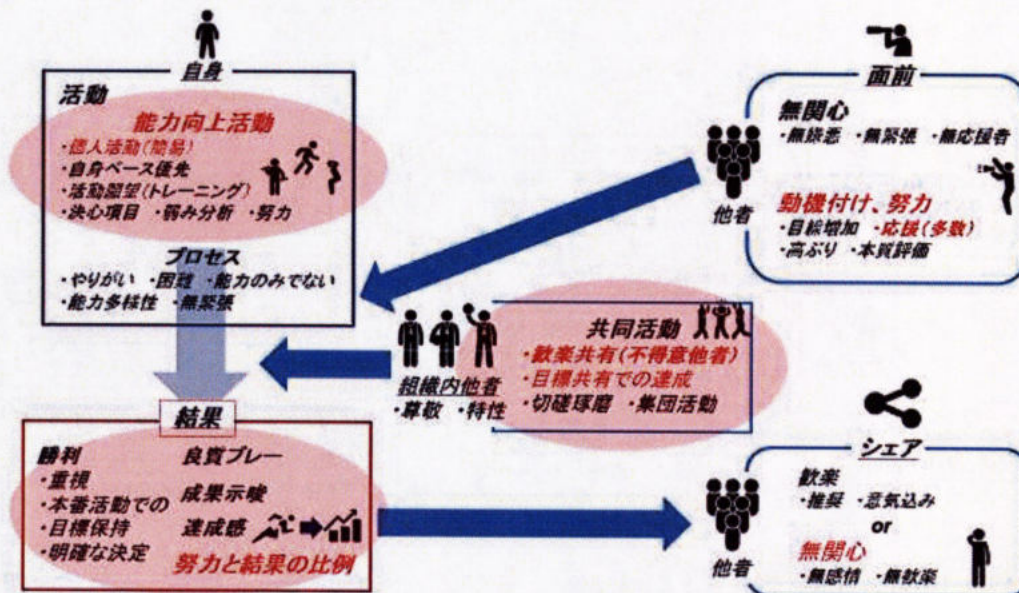 自身
活動
能力向上活動
・個人活動(簡易)
・自身ペース優先
・活動願望(トレーニング)
・決心項目 ・弱み分析 ・努力
プロセス
・やりがい ・困難 ・能力のみでない
・能力多様性 ・無緊張
面前
無関心
・無嫌悪 ・無緊張 ・無応援者
動機付け、努力
・目線増加 ・応援(多数)
・高ぶり ・本質評価
他者
共同活動
・歓楽共有(不得意他者)
・目標共有での達成
・切磋琢磨 ・集団活動
組織内他者
・尊敬 ・特性
結果
勝利
・重視
・本番活動での
・目標保持
・明確な決定
良質プレー
成果示唆
達成感
努力と結果の比例
シェア
歓楽
・推奨 ・意気込み
or
無関心
・無感情 ・無歓楽
他者